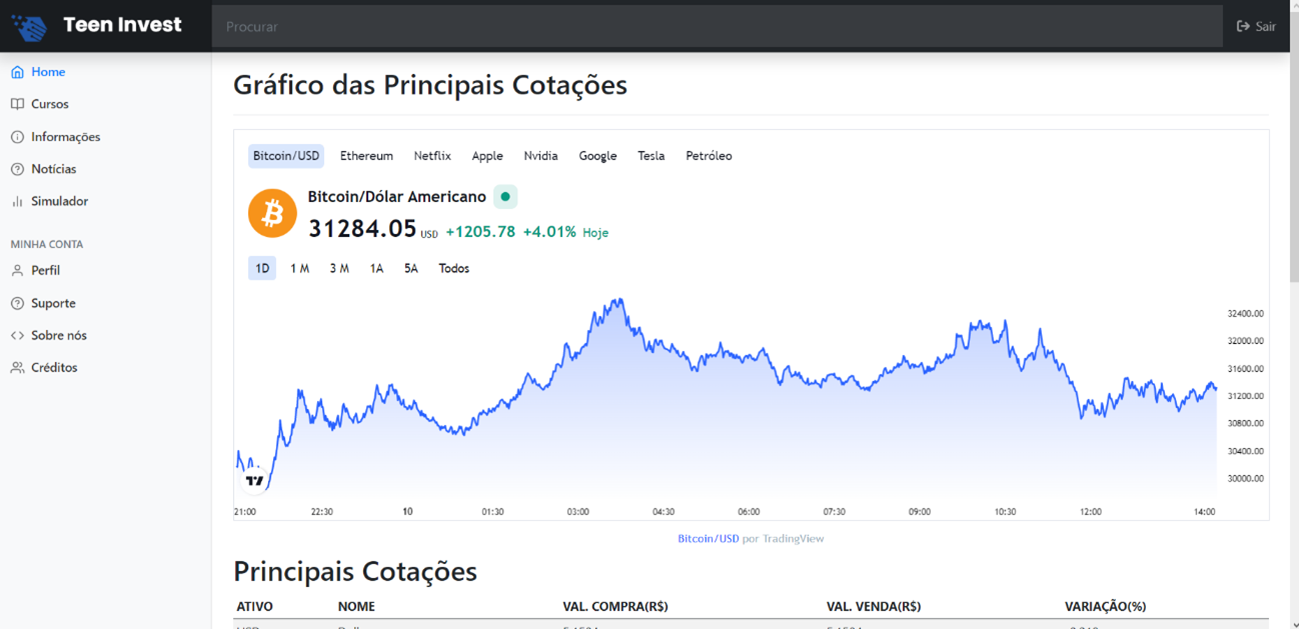 Teen Invest
Procurar
Sair
Home
Cursos
Informações
Notícias
Simulador
MINHA CONTA
Perfil
Suporte
Sobre nós
Créditos
Gráfico das Principais Cotações
Bitcoin/USD Ethereum Netflix Apple Nvidia Google Tesla Petróleo
Bitcoin/Dólar Americano
31284.05 USD +1205.78 +4.01% Hoje
1D 1 M 3 M 1A 5A Todos
32400.00
32000.00
31600.00
31200.00
30800.00
30400.00
30000.00
21:00 22:30 10 01:30 03:00 04:30 06:00 07:30 09:00 10:30 12:00 14:00
Bitcoin/USD por TradingView
Principais Cotações
ATIVO NOME VAL. COMPRA(R$) VAL. VENDA(R$) VARIAÇÃO(%)